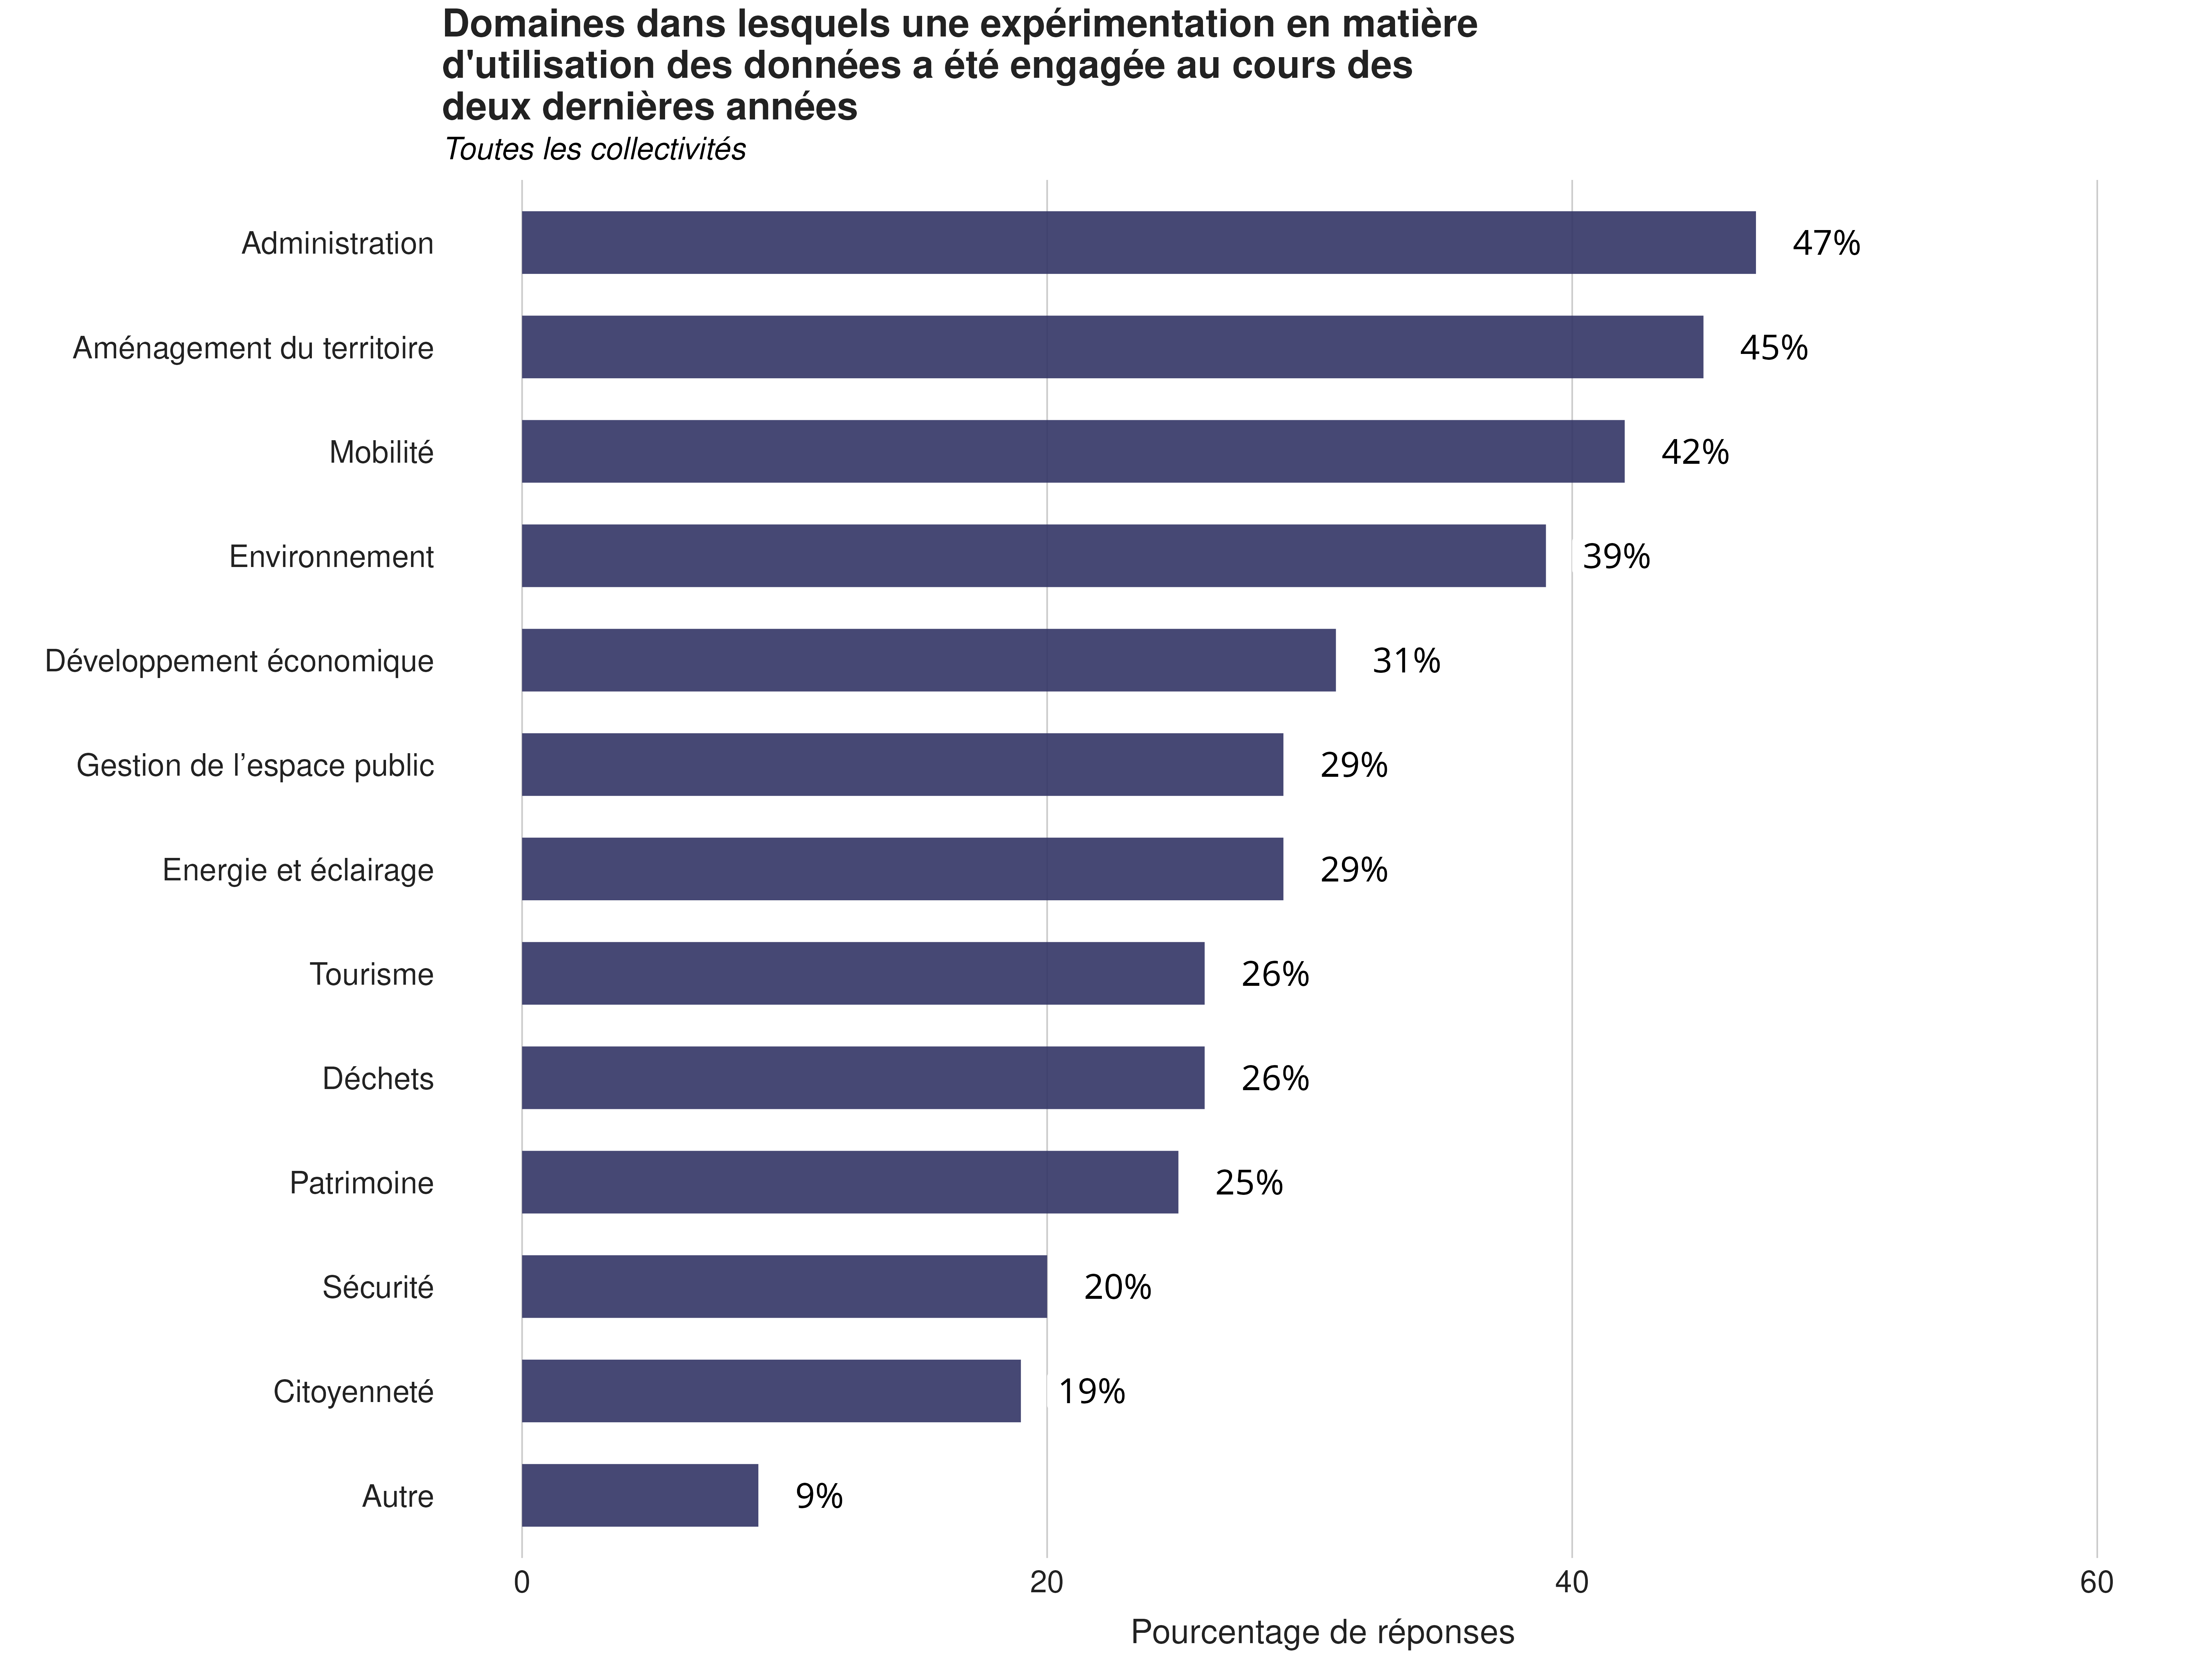 Domaines dans lesquels une expérimentation en matière
d'utilisation des données a été engagée au cours des
deux dernières années
Toutes les collectivités
Administration 47%
Aménagement du territoire 45%
Mobilité 42%
Environnement 39%
Développement économique 31%
Gestion de l’espace public 29%
Energie et éclairage 29%
Tourisme 26%
Déchets 26%
Patrimoine 25%
Sécurité 20%
Citoyenneté 19%
Autre 9%
0 20 40 60
Pourcentage de réponses